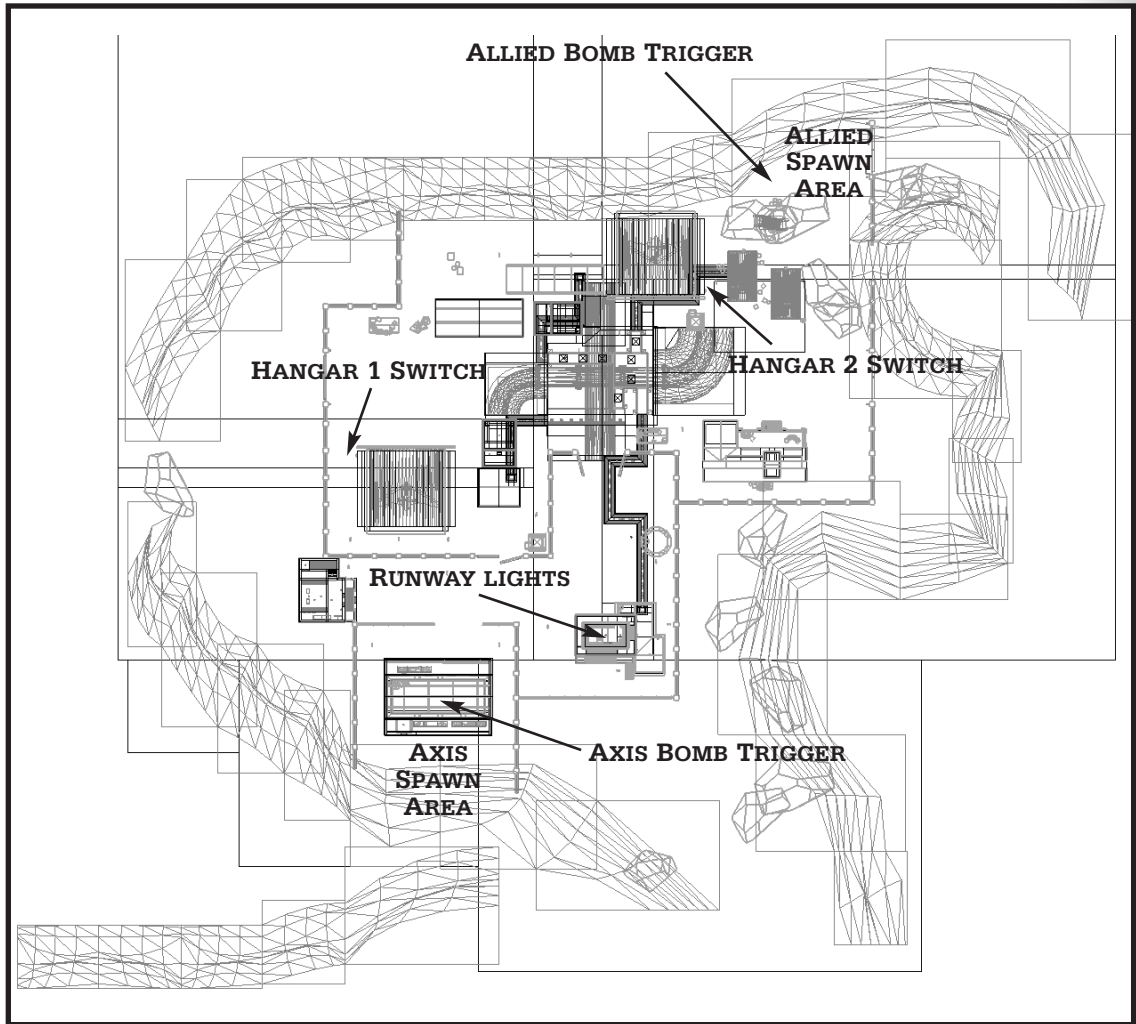 ALLIED BOMB TRIGGER
ALLIED
SPAWN
AREA
HANGAR 1 SWITCH
HANGAR 2 SWITCH
RUNWAY LIGHTS
AXIS BOMB TRIGGER
AXIS
SPAWN
AREA